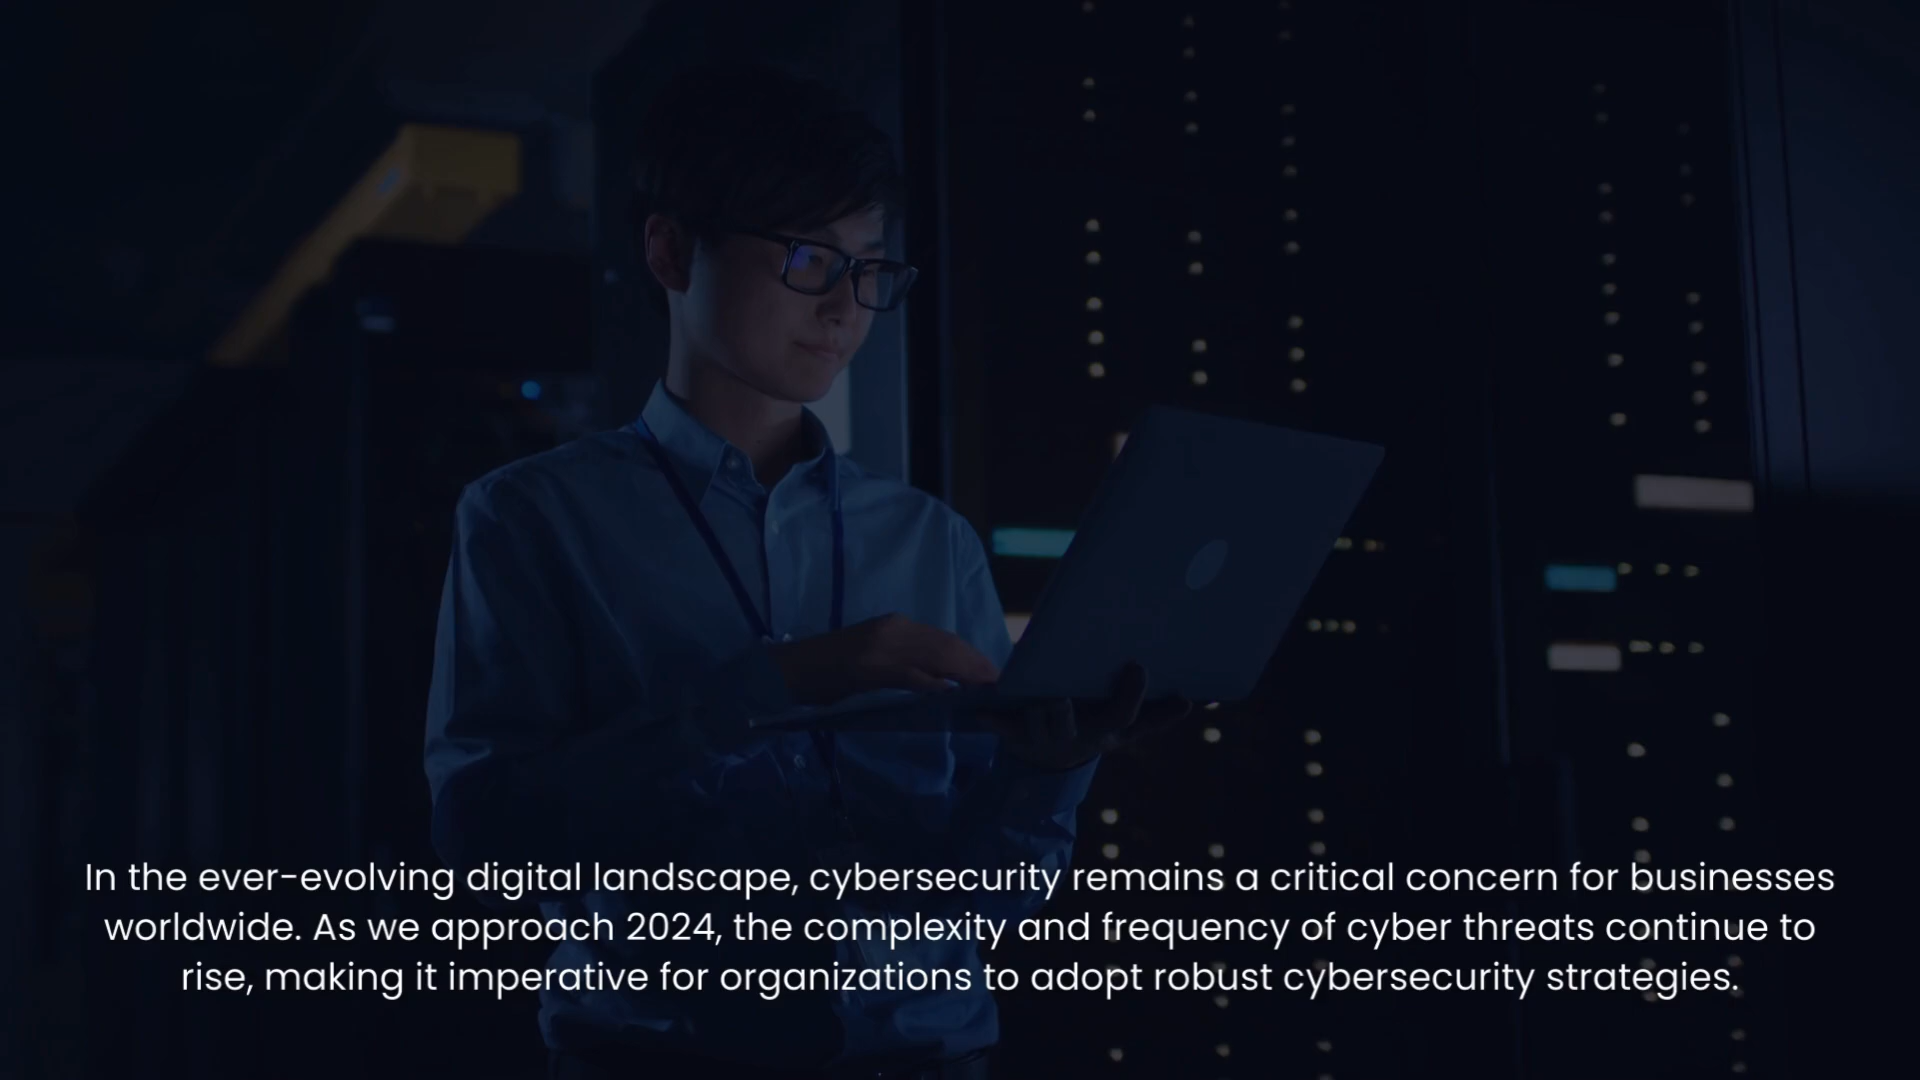 In the ever-evolving digital landscape, cybersecurity remains a critical concern for businesses
worldwide. As we approach 2024, the complexity and frequency of cyber threats continue to
rise, making it imperative for organizations to adopt robust cybersecurity strategies.